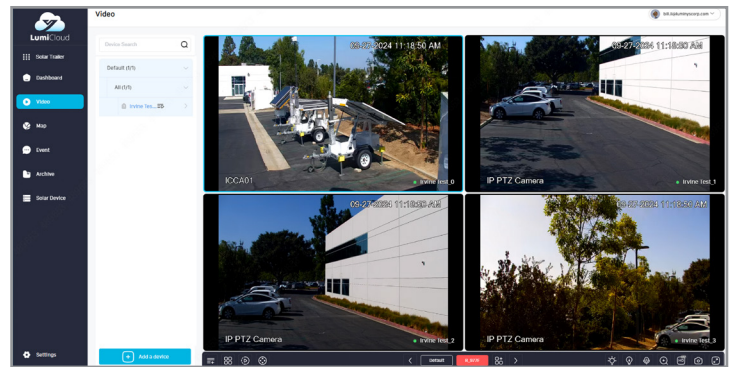 Video
LumiCloud
Solar Trailer
Dashboard
Video
Map
Event
Archive
Solar Device
Settings
Device Search
Default (1/1)
All (1/1)
Irvine Tes...
Add a device
09-27-2024 11:18:50 AM
ICCA01
Irvine Test_0
IP PTZ Camera
Irvine Test_1
IP PTZ Camera
Irvine Test_2
IP PTZ Camera
Irvine Test_3
Default